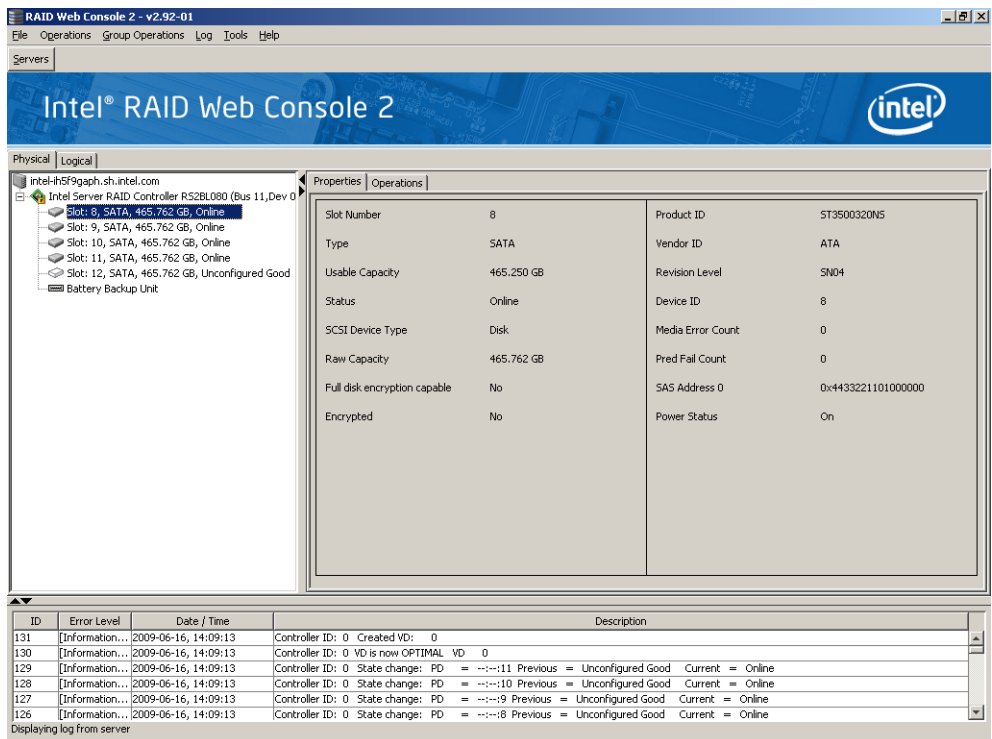 RAID Web Console 2 - v2.92-01
File Operations Group Operations Log Tools Help
Servers
Intel® RAID Web Console 2
intel
Physical Logical
intel-ih5f9gaph.sh.intel.com
Intel Server RAID Controller RS2BL080 (Bus 11,Dev 0
Slot: 8, SATA, 465.762 GB, Online
Slot: 9, SATA, 465.762 GB, Online
Slot: 10, SATA, 465.762 GB, Online
Slot: 11, SATA, 465.762 GB, Online
Slot: 12, SATA, 465.762 GB, Unconfigured Good
Battery Backup Unit
Properties Operations
Slot Number 8 Product ID ST3500320NS
Type SATA Vendor ID ATA
Usable Capacity 465.250 GB Revision Level SN04
Status Online Device ID 8
SCSI Device Type Disk Media Error Count 0
Raw Capacity 465.762 GB Pred Fail Count 0
Full disk encryption capable No SAS Address 0 0x4433221101000000
Encrypted No Power Status On
ID Error Level Date / Time Description
131 [Information... 2009-06-16, 14:09:13 Controller ID: 0 Created VD: 0
130 [Information... 2009-06-16, 14:09:13 Controller ID: 0 VD is now OPTIMAL VD 0
129 [Information... 2009-06-16, 14:09:13 Controller ID: 0 State change: PD = --:--:11 Previous = Unconfigured Good Current = Online
128 [Information... 2009-06-16, 14:09:13 Controller ID: 0 State change: PD = --:--:10 Previous = Unconfigured Good Current = Online
127 [Information... 2009-06-16, 14:09:13 Controller ID: 0 State change: PD = --:--:9 Previous = Unconfigured Good Current = Online
126 [Information... 2009-06-16, 14:09:13 Controller ID: 0 State change: PD = --:--:8 Previous = Unconfigured Good Current = Online
Displaying log from server